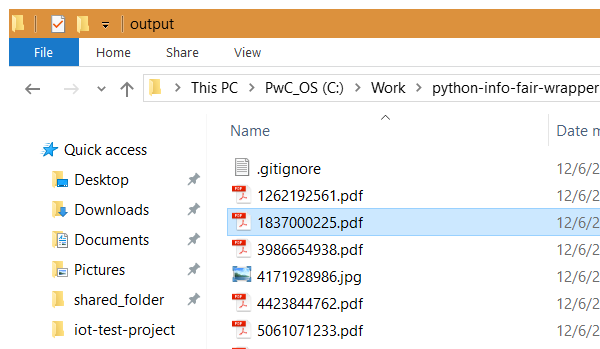 output
File Home Share View
This PC PwC_OS (C:) Work python-info-fair-wrapper
Name Date m
Quick access
Desktop
Downloads
Documents
Pictures
shared_folder
iot-test-project
.gitignore 12/6/2
1262192561.pdf 12/6/2
1837000225.pdf 12/6/2
3986654938.pdf 12/6/2
4171928986.jpg 12/6/2
4423844762.pdf 12/6/2
5061071233.pdf 12/6/2